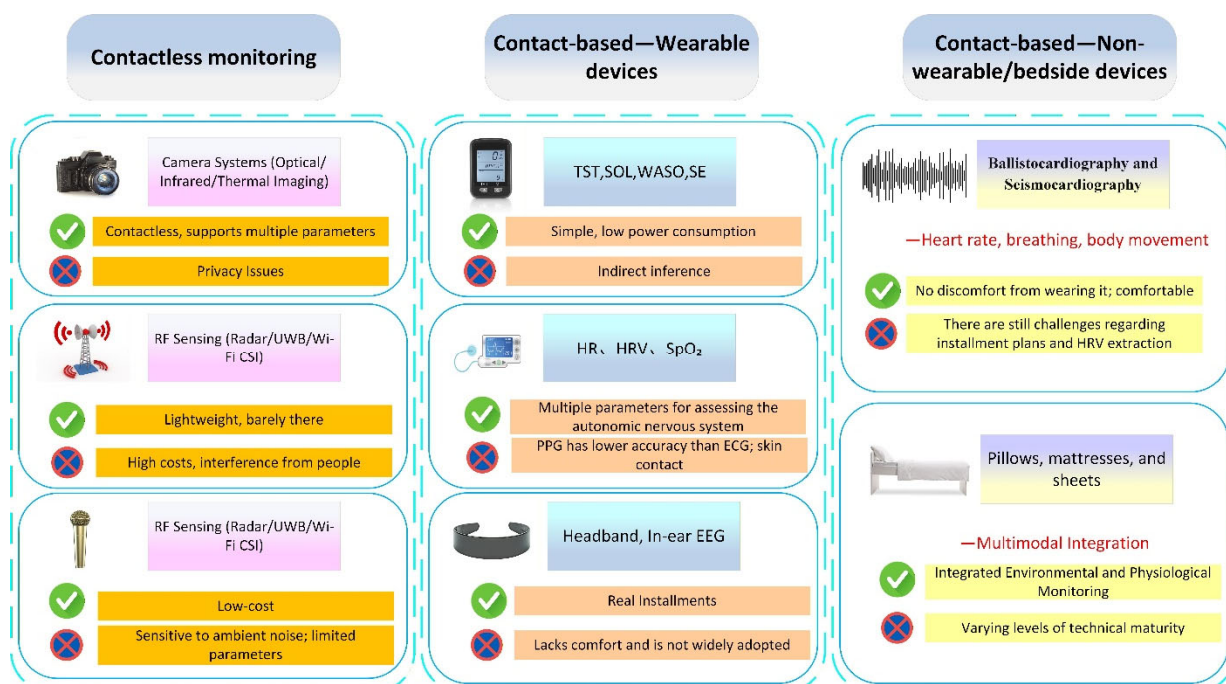 Contactless monitoring
Camera Systems (Optical/
Infrared/Thermal Imaging)
Contactless, supports multiple parameters
Privacy Issues
RF Sensing (Radar/UWB/Wi-
Fi CSI)
Lightweight, barely there
High costs, interference from people
RF Sensing (Radar/UWB/Wi-
Fi CSI)
Low-cost
Sensitive to ambient noise; limited
parameters
Contact-based—Wearable
devices
TST,SOL,WASO,SE
Simple, low power consumption
Indirect inference
HR、HRV、SpO₂
Multiple parameters for assessing the
autonomic nervous system
PPG has lower accuracy than ECG; skin
contact
Headband, In-ear EEG
Real Installments
Lacks comfort and is not widely adopted
Contact-based—Non-
wearable/bedside devices
Ballistocardiography and
Seismocardiography
—Heart rate, breathing, body movement
No discomfort from wearing it; comfortable
There are still challenges regarding
installment plans and HRV extraction
Pillows, mattresses, and
sheets
—Multimodal Integration
Integrated Environmental and Physiological
Monitoring
Varying levels of technical maturity